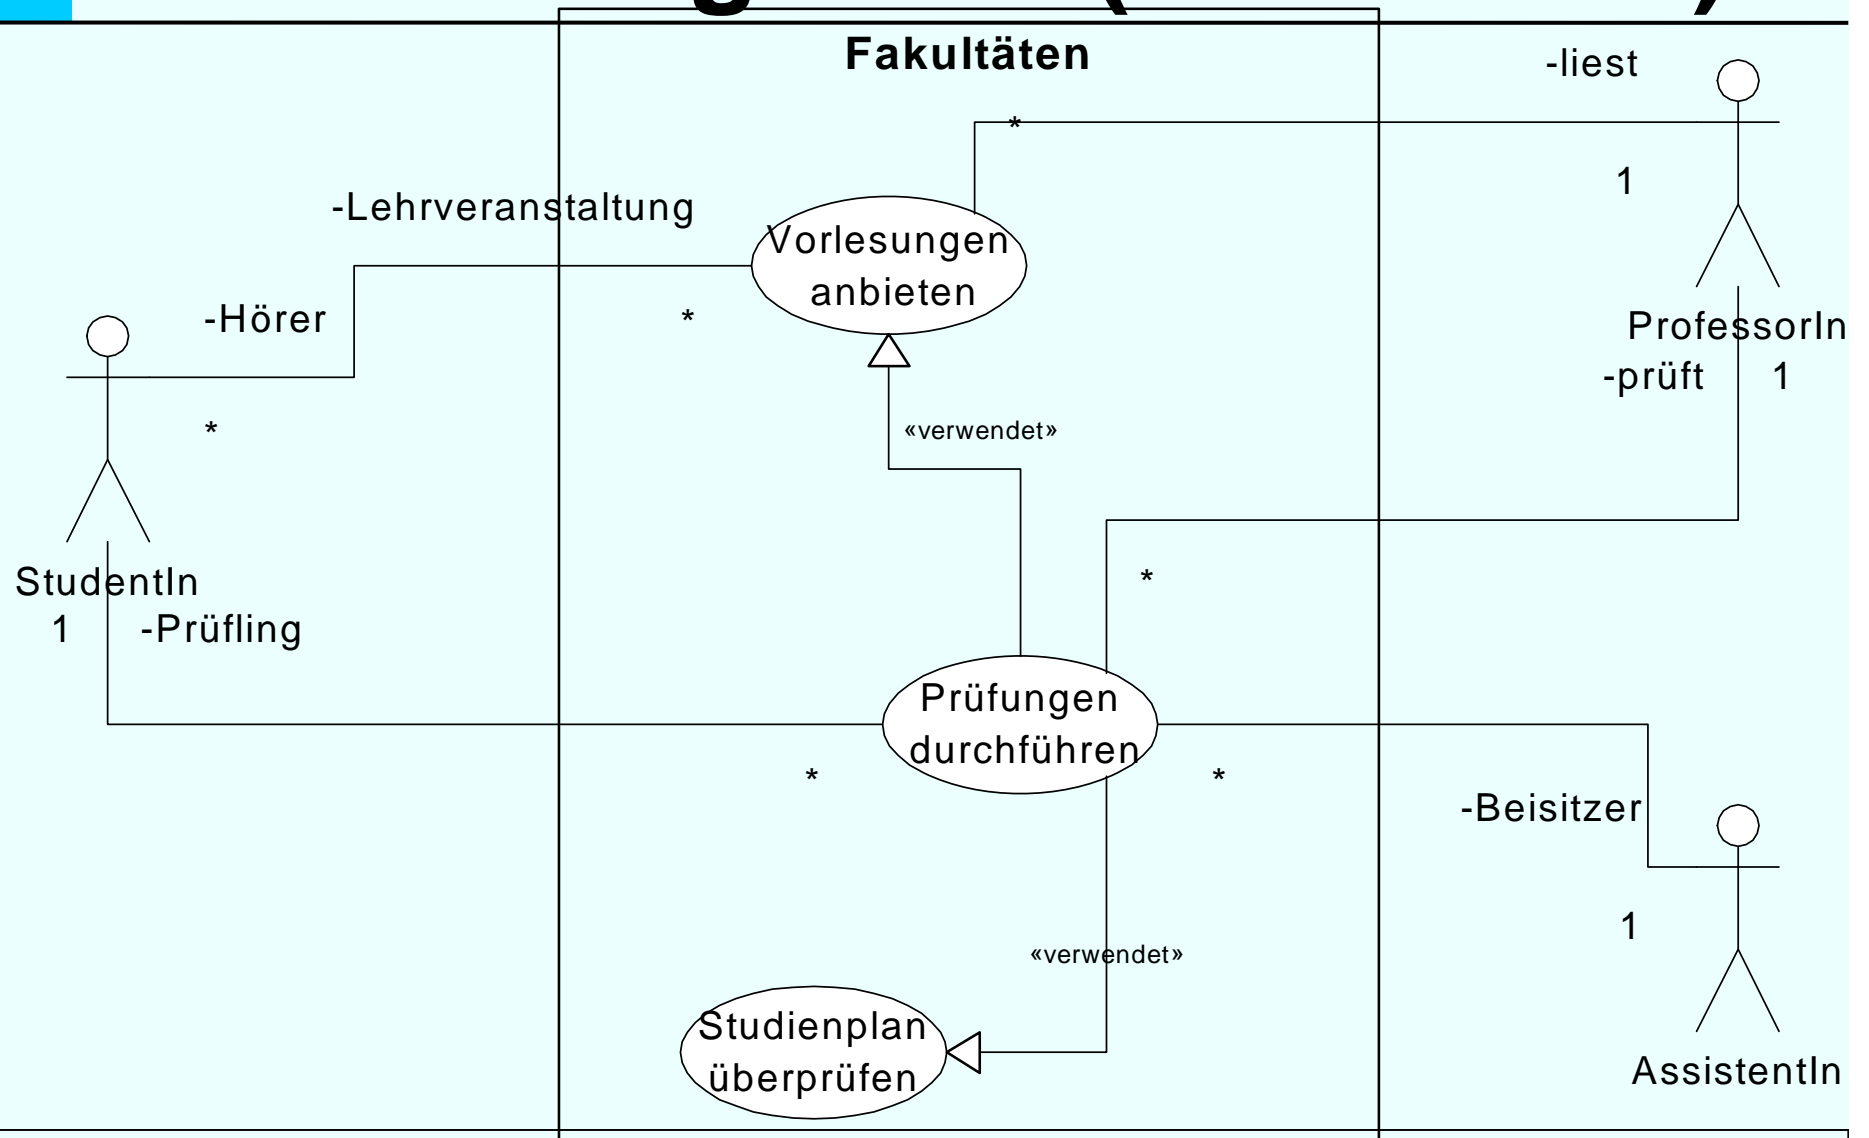 Fakultäten
-liest
*
1
-Lehrveranstaltung
Vorlesungen
anbieten
-Hörer
*
ProfessorIn
-prüft 1
*
«verwendet»
*
StudentIn
1 -Prüfling
Prüfungen
durchführen
*
*
-Beisitzer
1
«verwendet»
Studienplan
überprüfen
AssistentIn